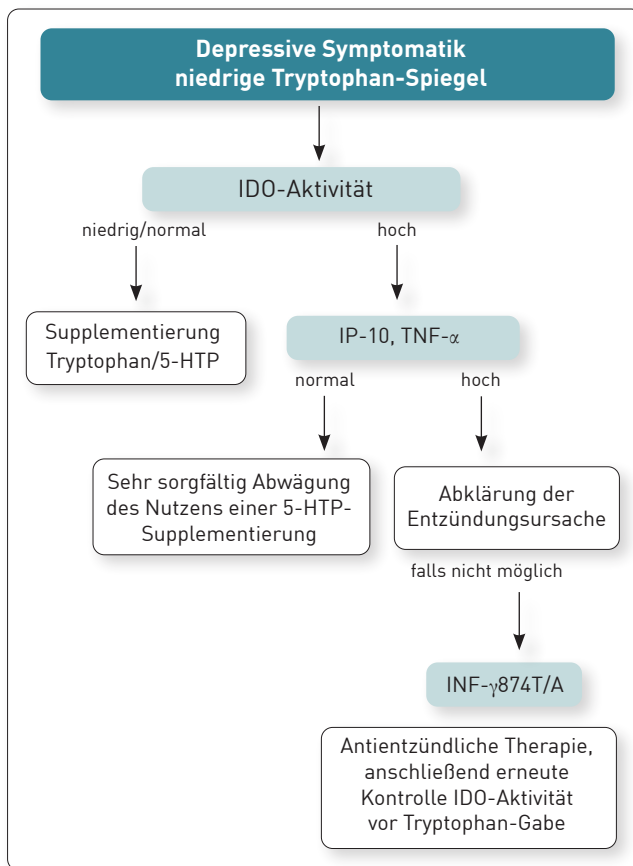 Depressive Symptomatik
niedrige Tryptophan-Spiegel
IDO-Aktivität
niedrig/normal
hoch
Supplementierung
Tryptophan/5-HTP
IP-10, TNF-α
normal
hoch
Sehr sorgfältig Abwägung
des Nutzens einer 5-HTP-
Supplementierung
Abklärung der
Entzündungsursache
falls nicht möglich
INF-γ874T/A
Antientzündliche Therapie,
anschließend erneute
Kontrolle IDO-Aktivität
vor Tryptophan-Gabe